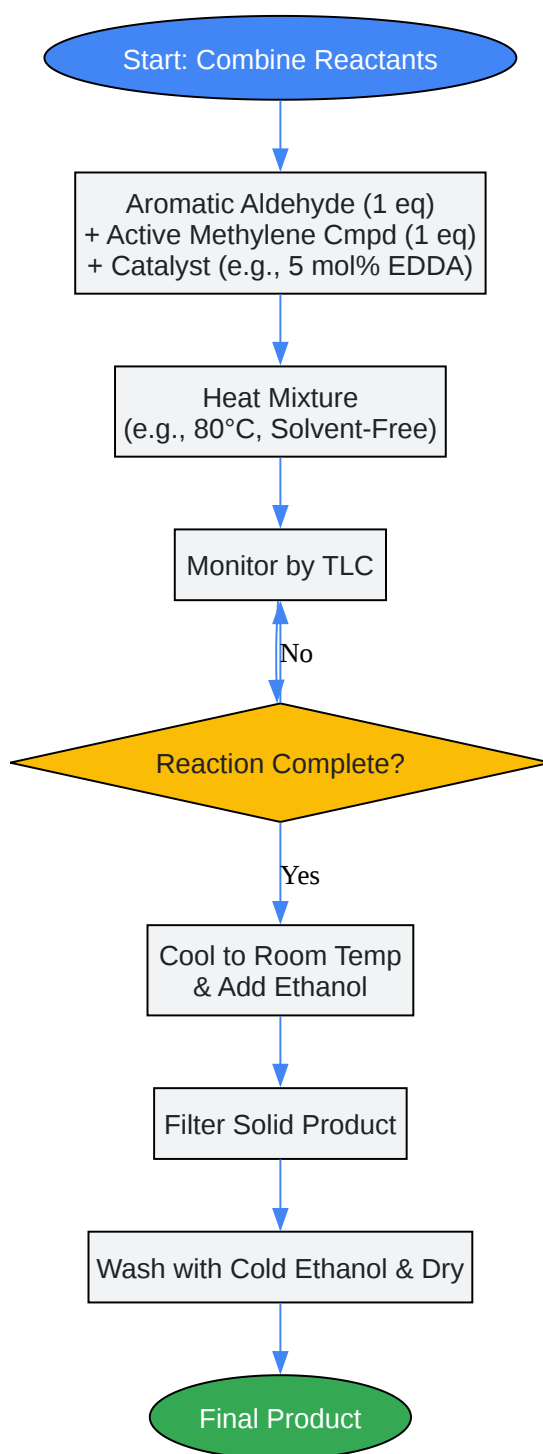 Start: Combine Reactants
Aromatic Aldehyde (1 eq)
+ Active Methylene Cmpd (1 eq)
+ Catalyst (e.g., 5 mol% EDDA)
Heat Mixture
(e.g., 80°C, Solvent-Free)
Monitor by TLC
No
Reaction Complete?
Yes
Cool to Room Temp
& Add Ethanol
Filter Solid Product
Wash with Cold Ethanol & Dry
Final Product